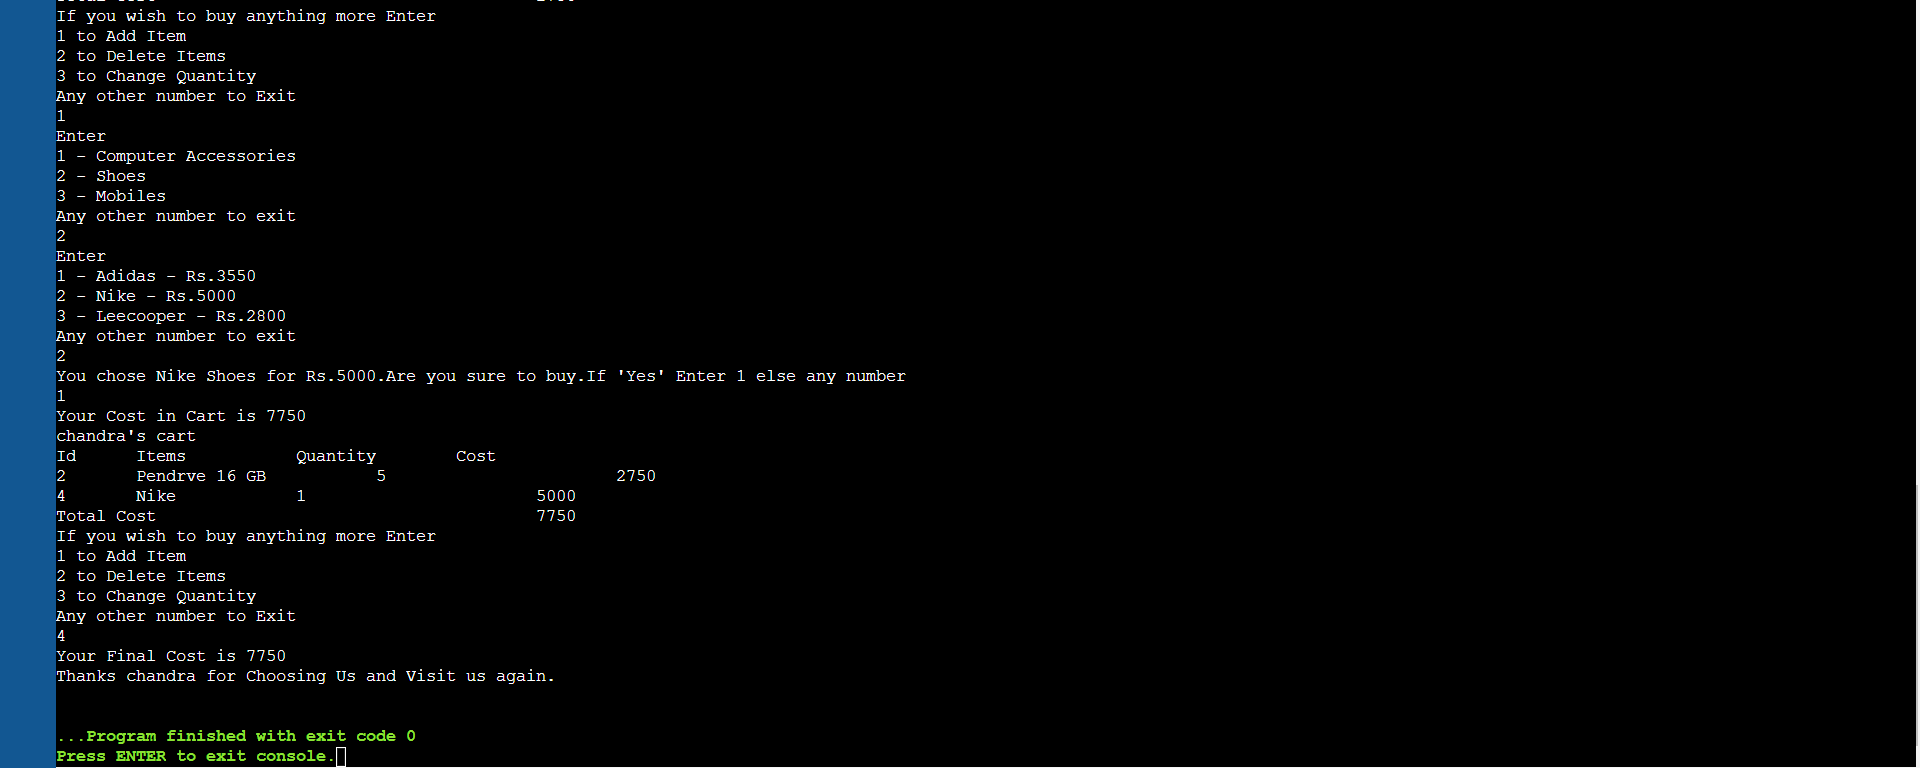 If you wish to buy anything more Enter
1 to Add Item
2 to Delete Items
3 to Change Quantity
Any other number to Exit
1
Enter
1 - Computer Accessories
2 - Shoes
3 - Mobiles
Any other number to exit
2
Enter
1 - Adidas - Rs.3550
2 - Nike - Rs.5000
3 - Leecooper - Rs.2800
Any other number to exit
2
You chose Nike Shoes for Rs.5000.Are you sure to buy.If 'Yes' Enter 1 else any number
1
Your Cost in Cart is 7750
chandra's cart
Id      Items           Quantity        Cost
2       Pendrve 16 GB           5                       2750
4       Nike            1                       5000
Total Cost                                      7750
If you wish to buy anything more Enter
1 to Add Item
2 to Delete Items
3 to Change Quantity
Any other number to Exit
4
Your Final Cost is 7750
Thanks chandra for Choosing Us and Visit us again.
...Program finished with exit code 0
Press ENTER to exit console.